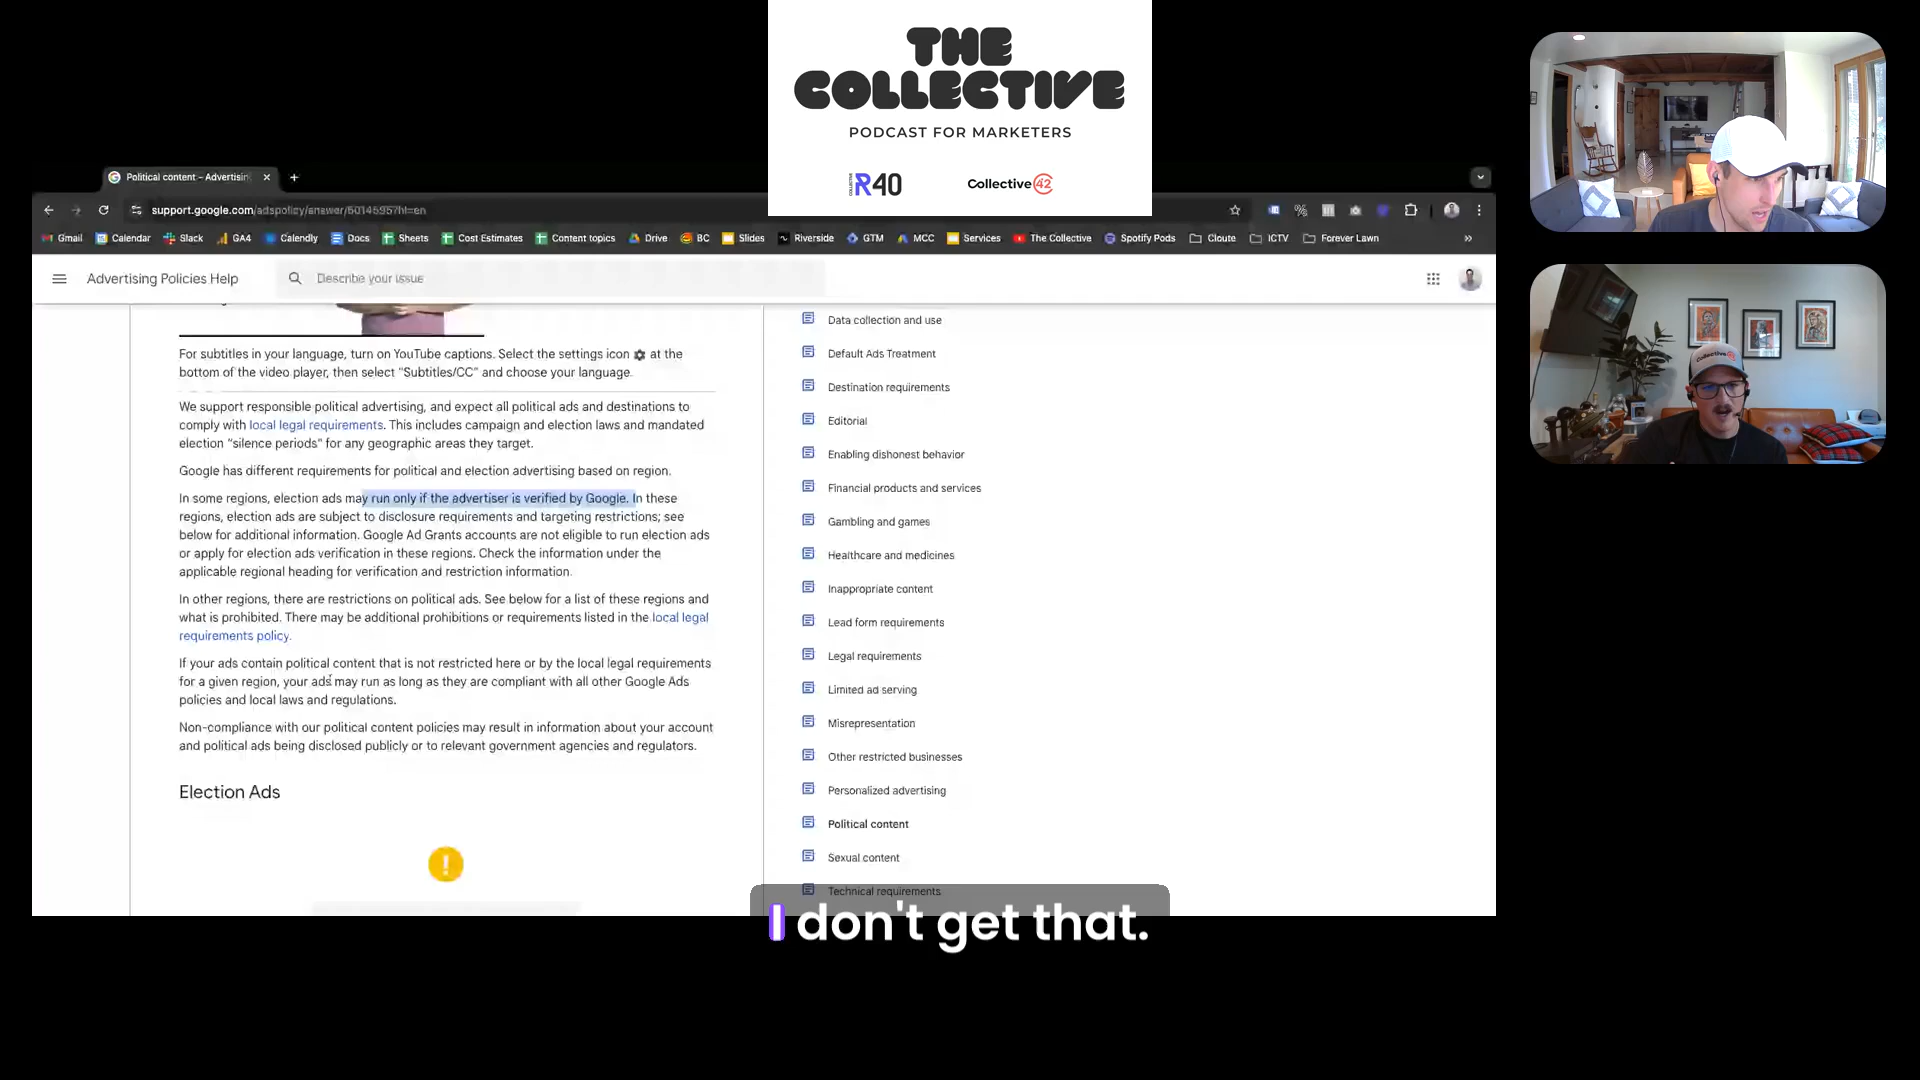 THE
COLLECTIVE
PODCAST FOR MARKETERS
COLLECTIVE R40
Collective 42
Political content – Advertisin
support.google.com/adspolicy/answer/6014595?hl=en
Gmail Calendar Slack GA4 Calendly Docs Sheets Cost Estimates Content topics Drive BC Slides Riverside GTM MCC Services The Collective Spotify Pods Cloute ICTV Forever Lawn »
Advertising Policies Help
Describe your issue
For subtitles in your language, turn on YouTube captions. Select the settings icon at the
bottom of the video player, then select "Subtitles/CC" and choose your language.
We support responsible political advertising, and expect all political ads and destinations to
comply with local legal requirements. This includes campaign and election laws and mandated
election “silence periods” for any geographic areas they target.
Google has different requirements for political and election advertising based on region.
In some regions, election ads may run only if the advertiser is verified by Google. In these
regions, election ads are subject to disclosure requirements and targeting restrictions; see
below for additional information. Google Ad Grants accounts are not eligible to run election ads
or apply for election ads verification in these regions. Check the information under the
applicable regional heading for verification and restriction information.
In other regions, there are restrictions on political ads. See below for a list of these regions and
what is prohibited. There may be additional prohibitions or requirements listed in the local legal
requirements policy.
If your ads contain political content that is not restricted here or by the local legal requirements
for a given region, your ads may run as long as they are compliant with all other Google Ads
policies and local laws and regulations.
Non-compliance with our political content policies may result in information about your account
and political ads being disclosed publicly or to relevant government agencies and regulators.
Election Ads
Data collection and use
Default Ads Treatment
Destination requirements
Editorial
Enabling dishonest behavior
Financial products and services
Gambling and games
Healthcare and medicines
Inappropriate content
Lead form requirements
Legal requirements
Limited ad serving
Misrepresentation
Other restricted businesses
Personalized advertising
Political content
Sexual content
Technical requirements
I don't get that.
Collective